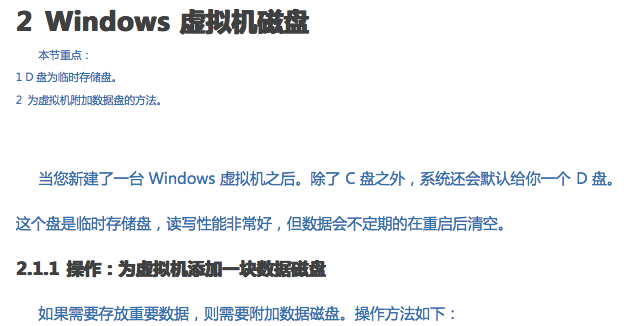 2 Windows 虚拟机磁盘
本节重点：
1 D 盘为临时存储盘。
2 为虚拟机附加数据盘的方法。
当您新建了一台 Windows 虚拟机之后。除了 C 盘之外，系统还会默认给你一个 D 盘。
这个盘是临时存储盘，读写性能非常好，但数据会不定期的在重启后清空。
2.1.1 操作：为虚拟机添加一块数据磁盘
如果需要存放重要数据，则需要附加数据磁盘。操作方法如下：